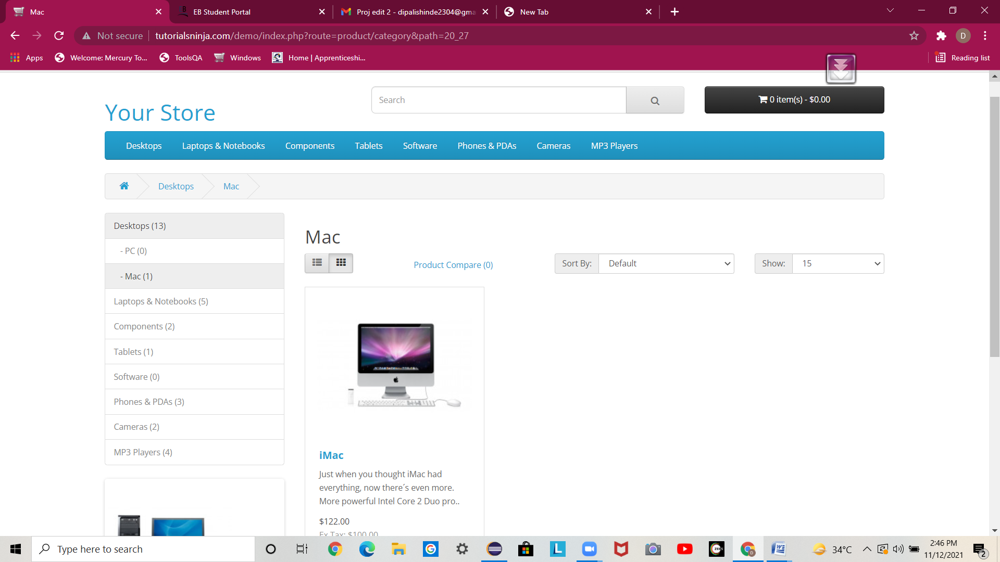 Mac
EB Student Portal
Proj edit 2 - dipalishinde2304@gma
New Tab
Not secure
tutorialsninja.com/demo/index.php?route=product/category&path=20_27
D
Apps
Welcome: Mercury To...
ToolsQA
Windows
Home | Apprenticeshi...
Reading list
Your Store
Search
0 item(s) - $0.00
Desktops
Laptops & Notebooks
Components
Tablets
Software
Phones & PDAs
Cameras
MP3 Players
Desktops
Mac
Desktops (13)
- PC (0)
- Mac (1)
Laptops & Notebooks (5)
Components (2)
Tablets (1)
Software (0)
Phones & PDAs (3)
Cameras (2)
MP3 Players (4)
Mac
Product Compare (0)
Sort By:
Default
Show:
15
iMac
Just when you thought iMac had
everything, now there´s even more.
More powerful Intel Core 2 Duo pro..
$122.00
Ex Tax: $100.00
Type here to search
34°C
2:46 PM
11/12/2021
2